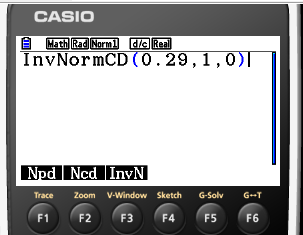 CASIO
Math Rad Norm1 d/c Real
InvNormCD(0.29,1,0)
Npd Ncd InvN
Trace Zoom V-Window Sketch G-Solv G↔T
F1 F2 F3 F4 F5 F6